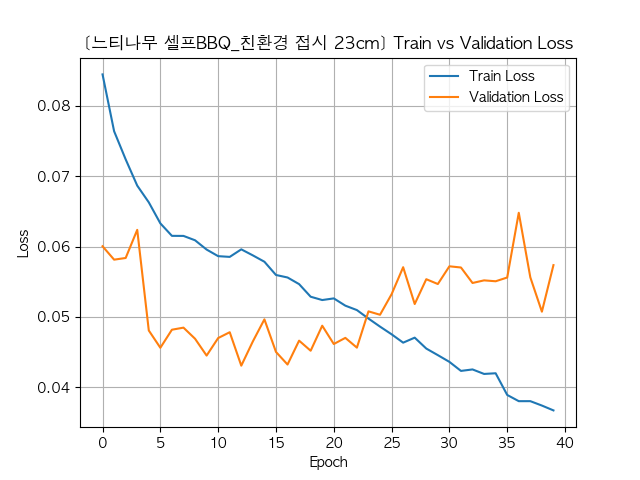 [느티나무 셀프BBQ_친환경 접시 23cm] Train vs Validation Loss
Train Loss
Validation Loss
Loss
0.08
0.07
0.06
0.05
0.04
0 5 10 15 20 25 30 35 40
Epoch